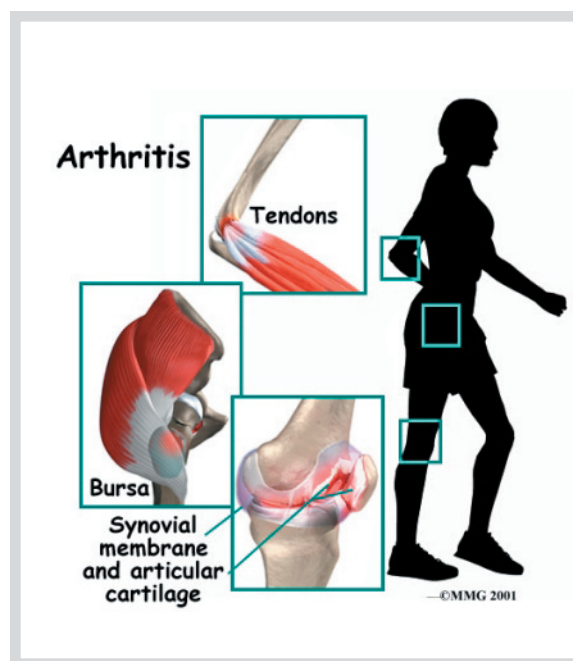 Arthritis
Tendons
Bursa
Synovial
membrane
and articular
cartilage
—©MMG 2001